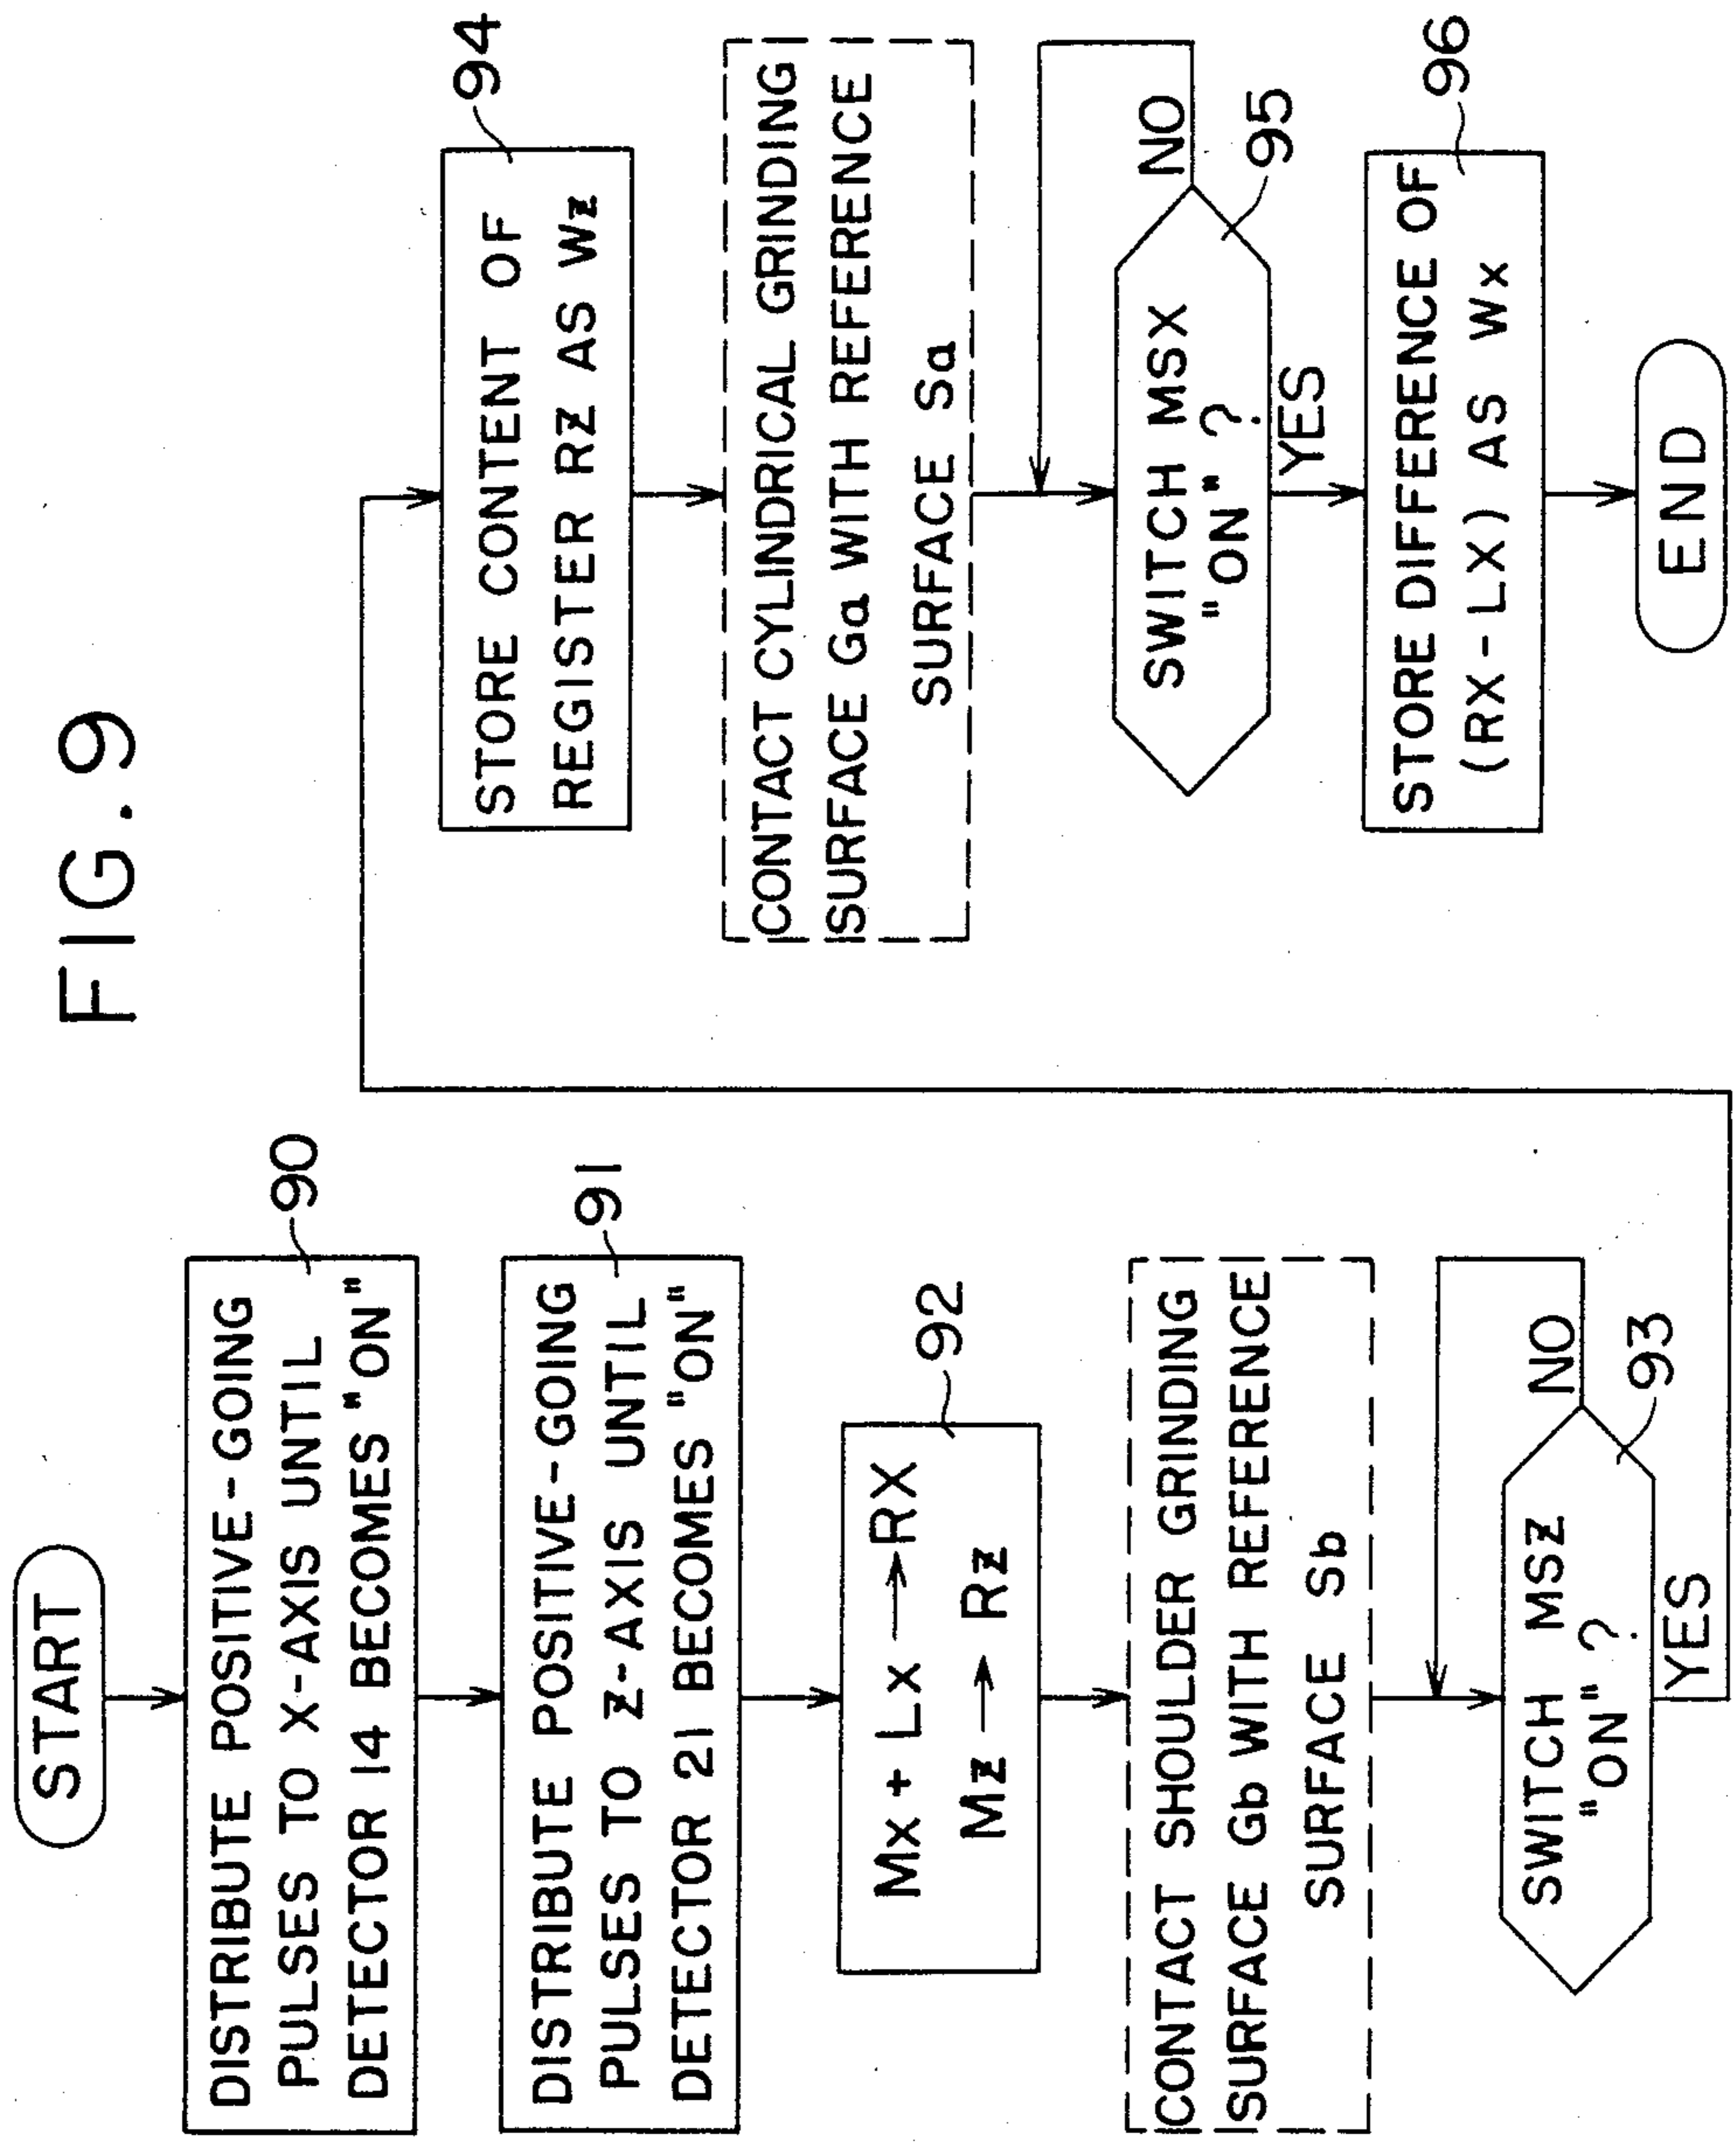 FIG. 9
START
DISTRIBUTE POSITIVE-GOING
PULSES TO X-AXIS UNTIL
DETECTOR 14 BECOMES "ON"
90
DISTRIBUTE POSITIVE-GOING
PULSES TO Z-AXIS UNTIL
DETECTOR 21 BECOMES "ON"
91
Mx + Lx → RX
Mz → Rz
92
CONTACT SHOULDER GRINDING
SURFACE Gb WITH REFERENCE
SURFACE Sb
SWITCH MSZ
"ON" ?
NO
93
YES
STORE CONTENT OF
REGISTER RZ AS Wz
94
CONTACT CYLINDRICAL GRINDING
SURFACE Ga WITH REFERENCE
SURFACE Sa
SWITCH MSX
"ON" ?
NO
95
YES
STORE DIFFERENCE OF
(RX-LX) AS Wx
96
END